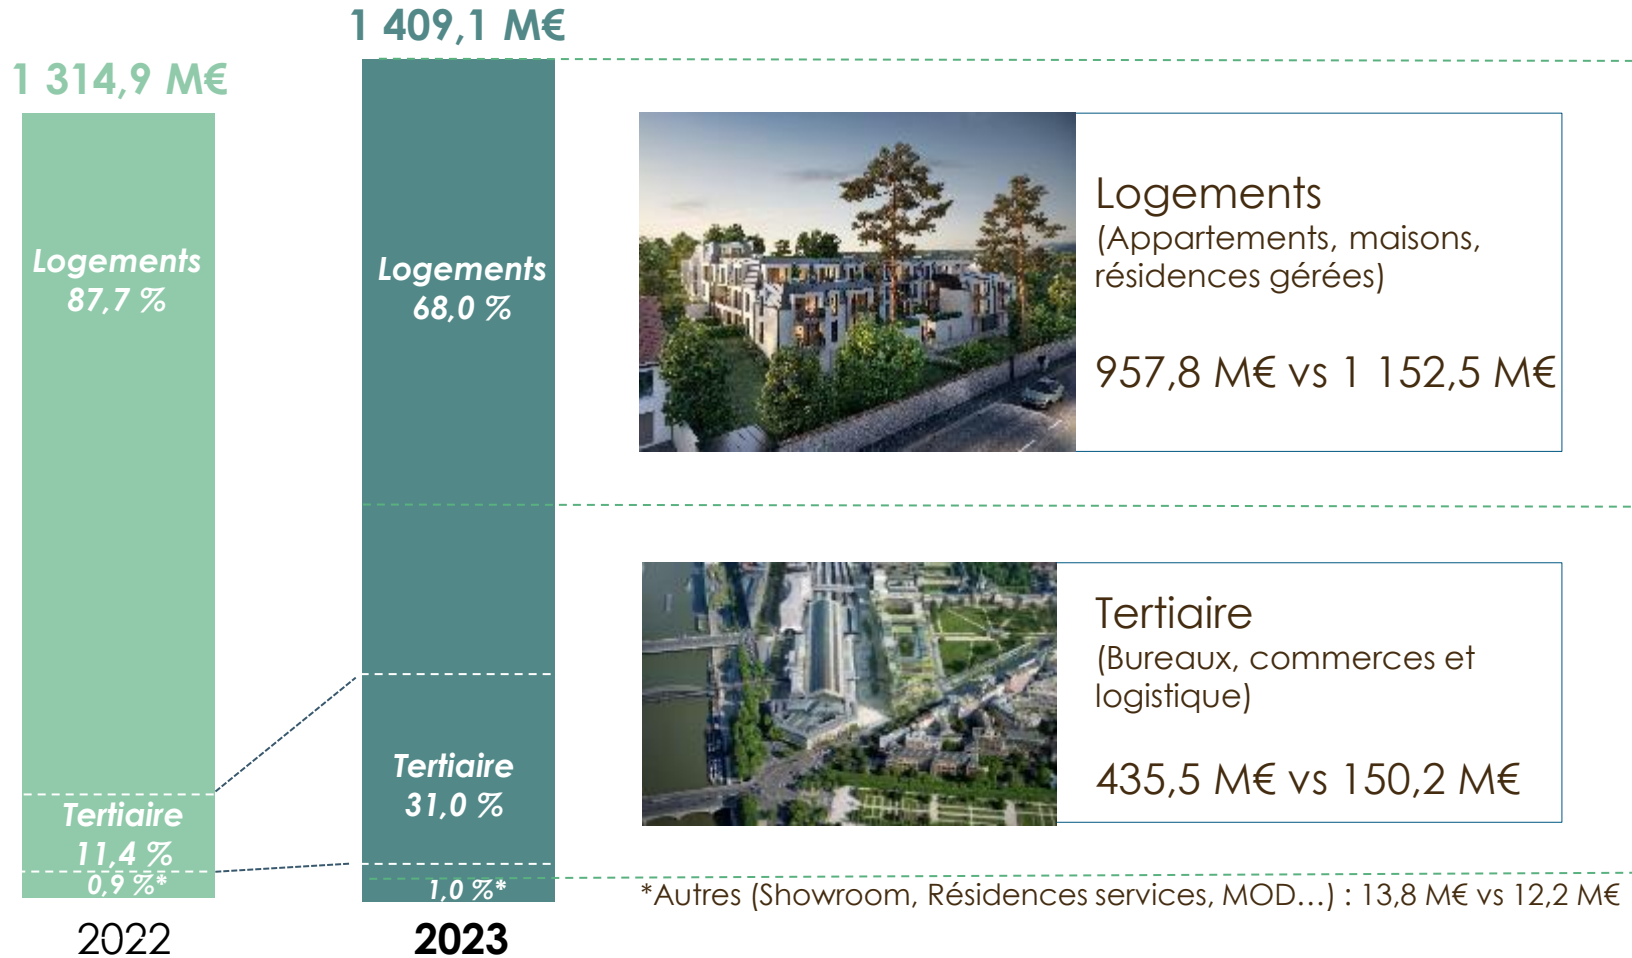 1 409,1 M€
1 314,9 M€
Logements
87,7 %
Tertiaire
11,4 %
0,9 %*
2022
Logements
68,0 %
Tertiaire
31,0 %
1,0 %*
2023
Logements
(Appartements, maisons,
résidences gérées)
957,8 M€ vs 1 152,5 M€
Tertiaire
(Bureaux, commerces et
logistique)
435,5 M€ vs 150,2 M€
*Autres (Showroom, Résidences services, MOD…) : 13,8 M€ vs 12,2 M€